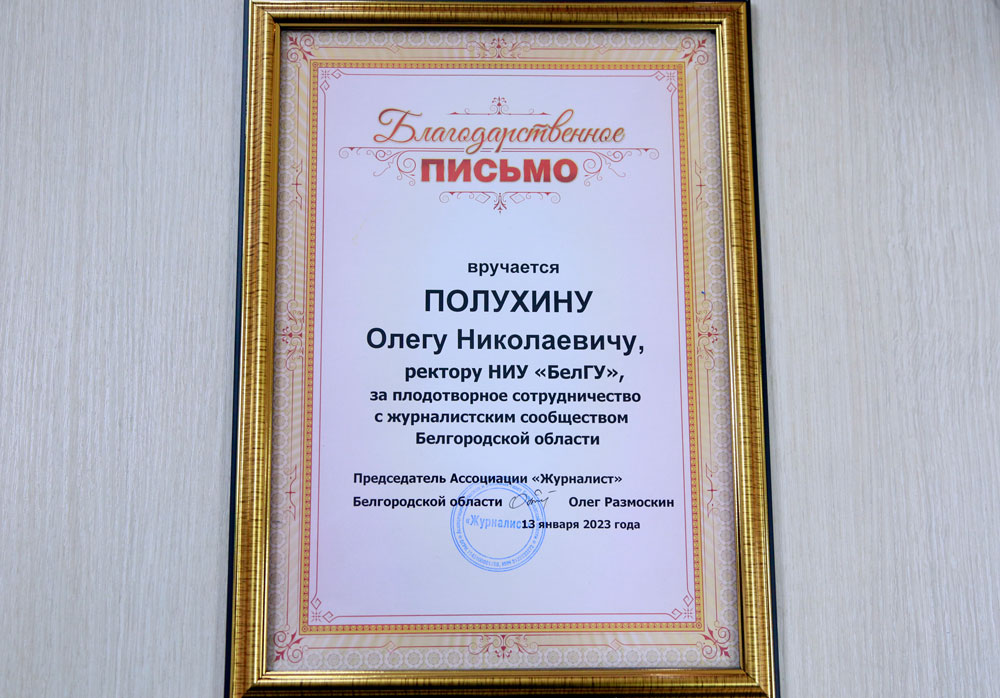 Благодарственное
ПИСЬМО
вручается
ПОЛУХИНУ
Олегу Николаевичу,
ректору НИУ «БелГУ»,
за плодотворное сотрудничество
с журналистским сообществом
Белгородской области
Председатель Ассоциации «Журналист»
Белгородской области Олег Размоскин
«Журналист»
13 января 2023 года